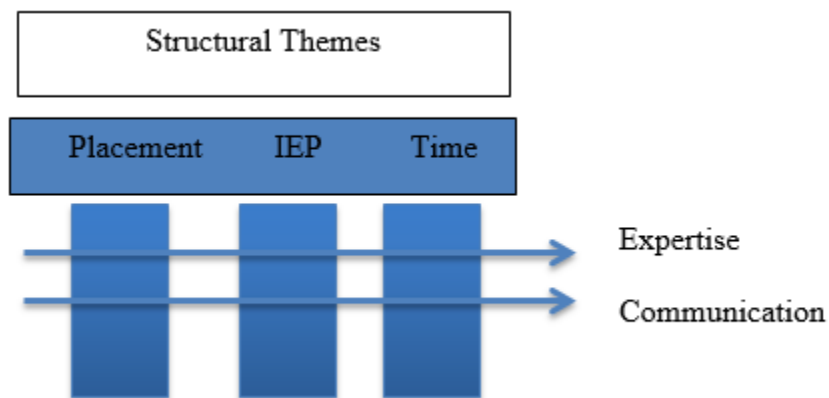 Structural Themes
Placement IEP Time
Expertise
Communication